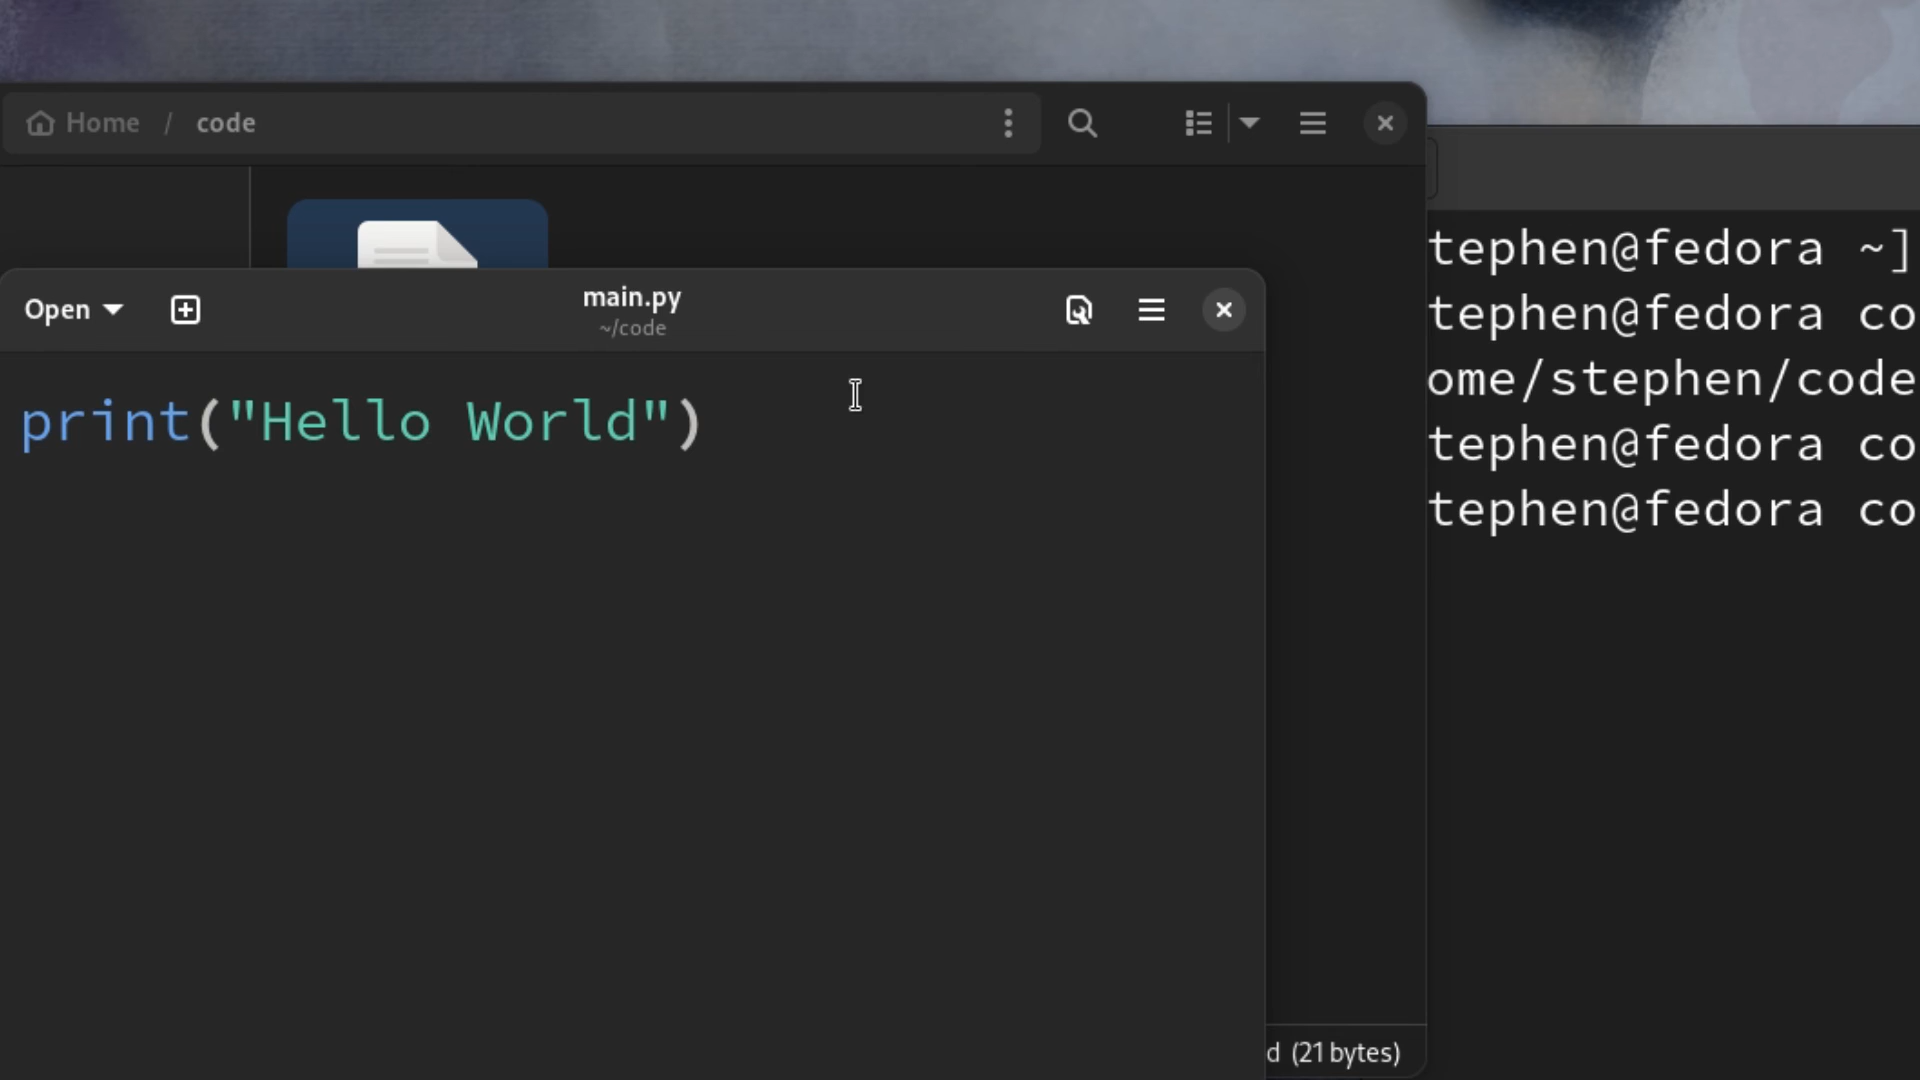 Home / code
Open
main.py
~/code
print("Hello World")
(21 bytes)
tephen@fedora ~]
tephen@fedora co
ome/stephen/code
tephen@fedora co
tephen@fedora co